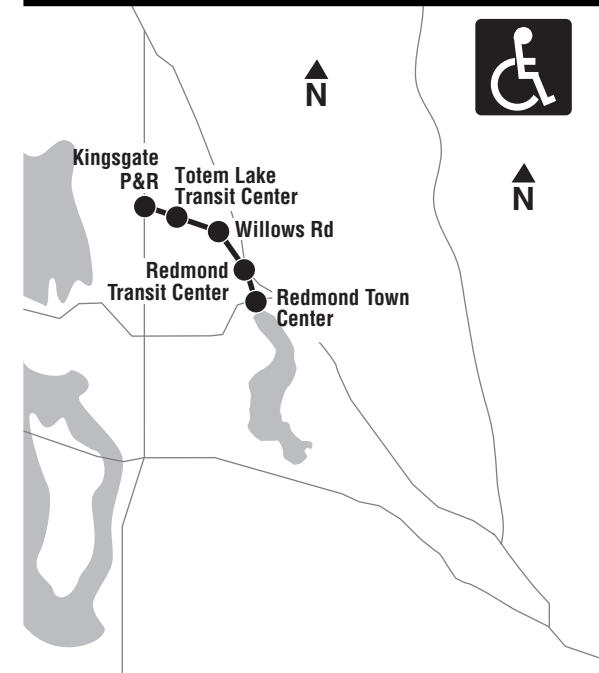 N
N
Kingsgate
P&R
Totem Lake
Transit Center
Willows Rd
Redmond
Transit Center
Redmond Town
Center